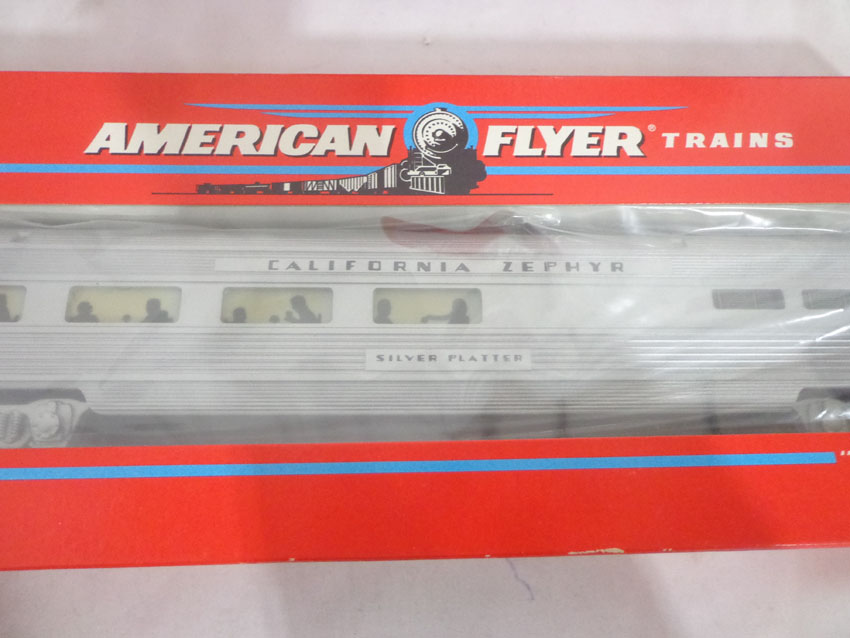 AMERICAN FLYER® TRAINS
CALIFORNIA ZEPHYR
SILVER PLATTER